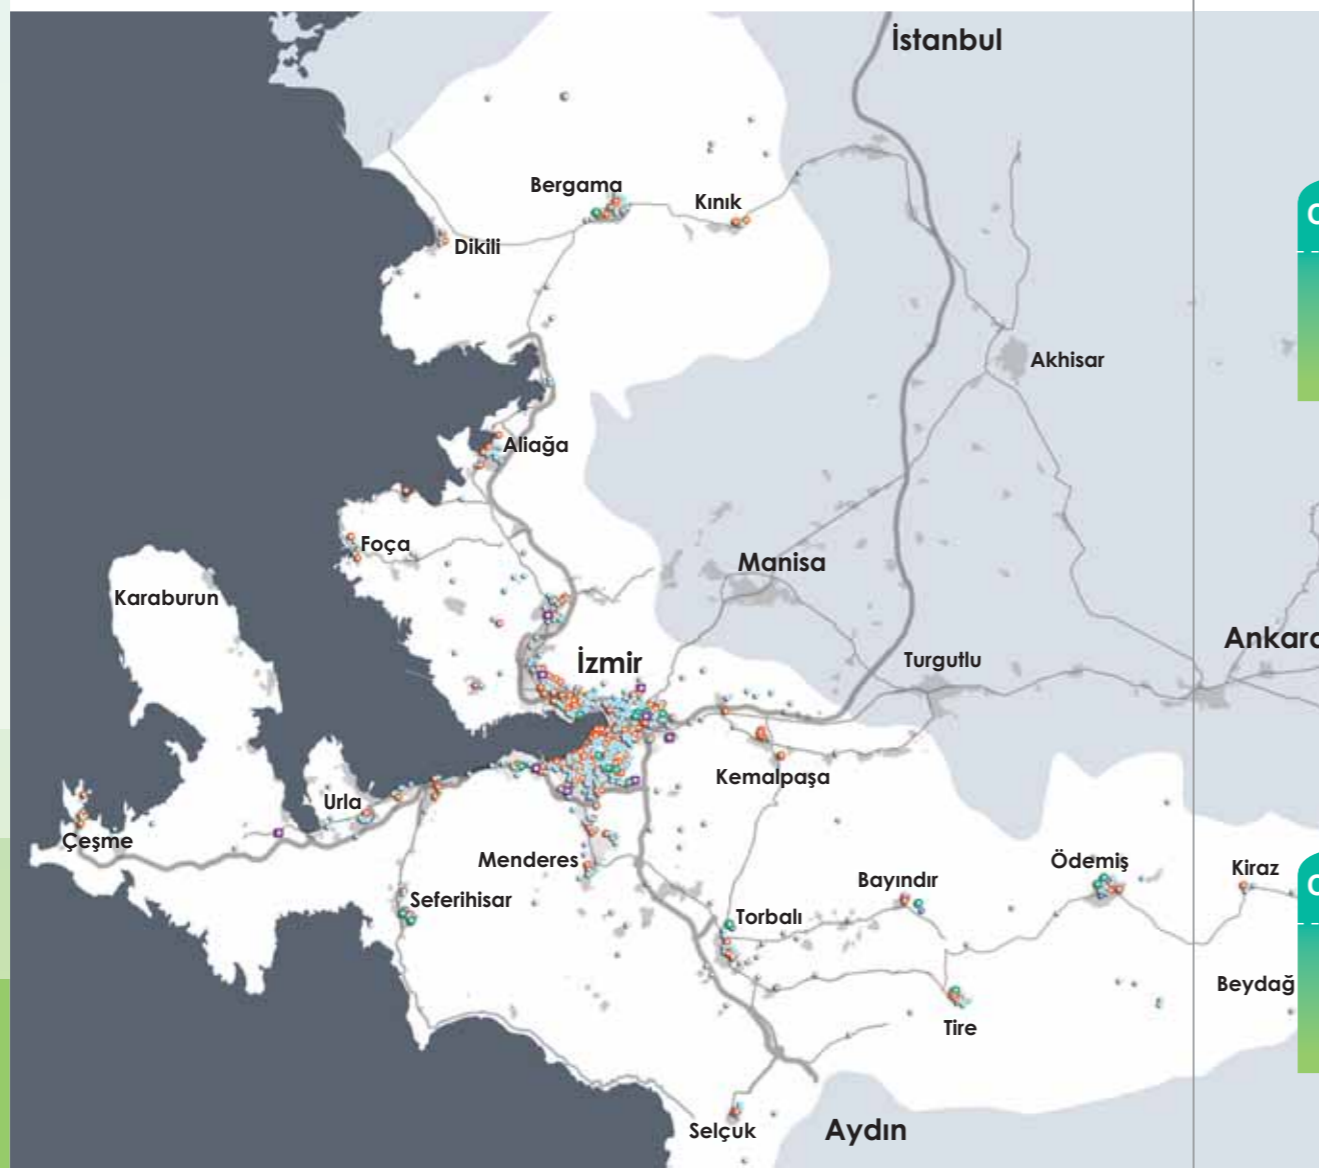 İstanbul
Bergama
Kınık
Dikili
Akhisar
Aliağa
Foça
Manisa
Karaburun
Ankara
İzmir
Turgutlu
Kemalpaşa
Urla
Çeşme
Menderes
Ödemiş
Kiraz
Bayındır
Seferihisar
Torbalı
Beydağ
Tire
Selçuk
Aydın